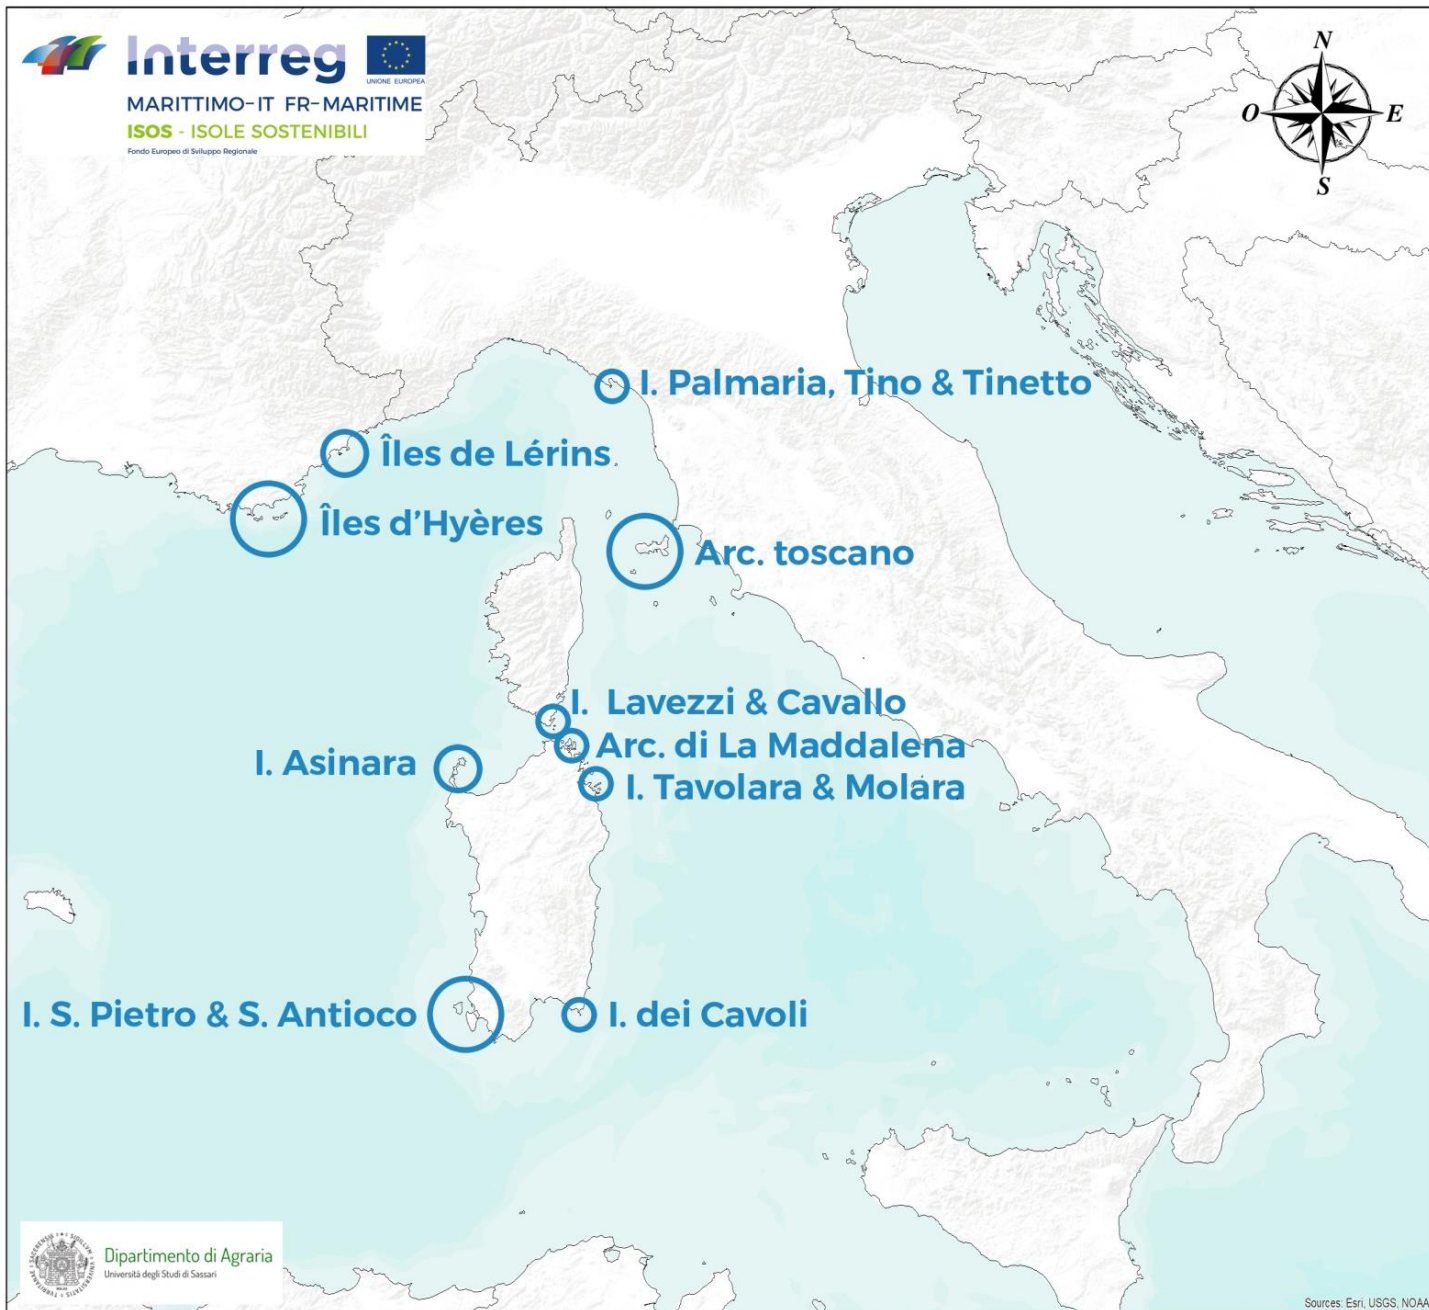 Interreg
UNIONE EUROPEA
MARITTIMO-IT FR-MARITIME
ISOS - ISOLE SOSTENIBILI
Fondo Europeo di Sviluppo Regionale
N
O
E
S
I. Palmaria, Tino & Tinetto
Îles de Lérins
Îles d'Hyères
Arc. toscano
I. Lavezzi & Cavallo
Arc. di La Maddalena
I. Asinara
I. Tavolara & Molara
I. S. Pietro & S. Antioco
I. dei Cavoli
Dipartimento di Agraria
Università degli Studi di Sassari
Sources: Esri, USGS, NOAA